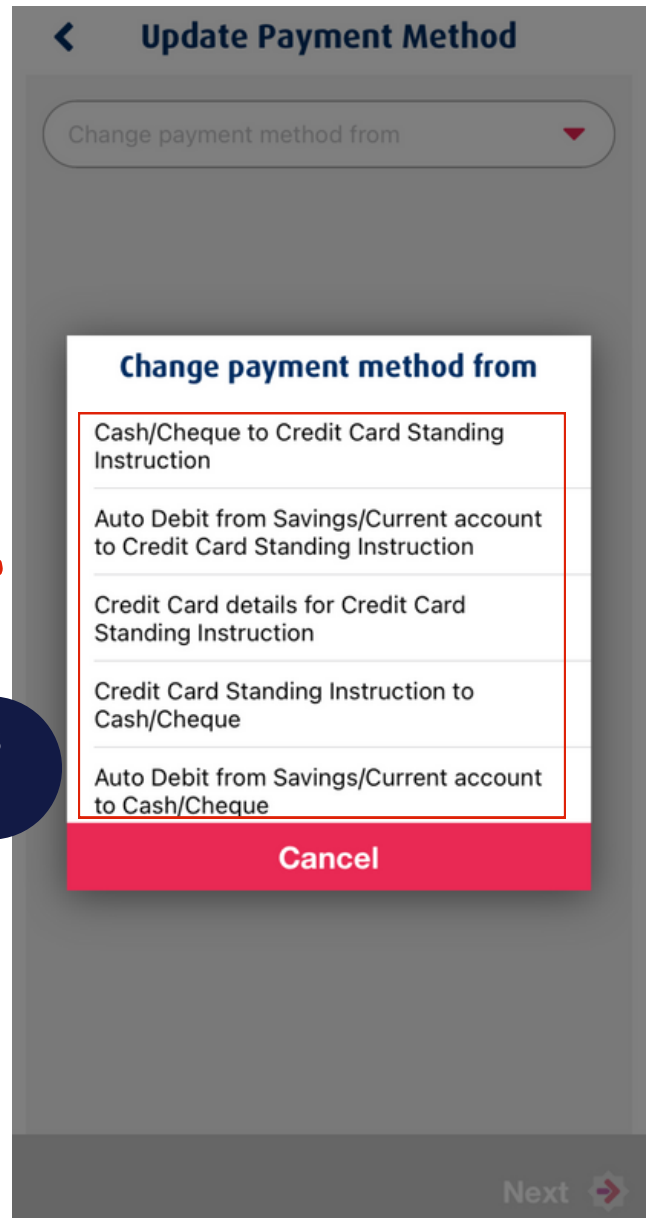 Update Payment Method
Change payment method from
Change payment method from
Cash/Cheque to Credit Card Standing
Instruction
Auto Debit from Savings/Current account
to Credit Card Standing Instruction
Credit Card details for Credit Card
Standing Instruction
Credit Card Standing Instruction to
Cash/Cheque
Auto Debit from Savings/Current account
to Cash/Cheque
Cancel
Next